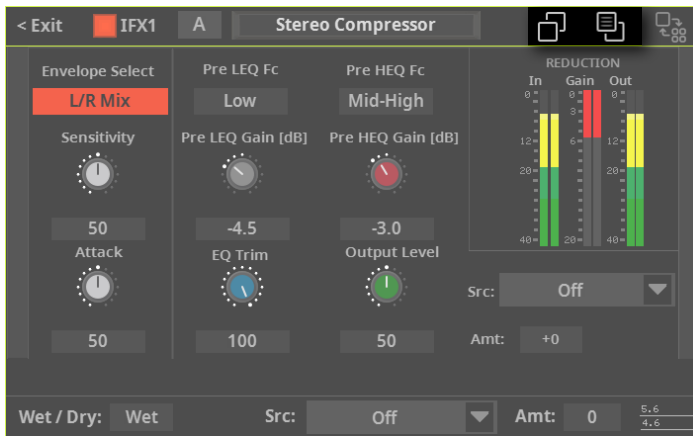 < Exit IFX1 A Stereo Compressor
Envelope Select Pre LEQ Fc Pre HEQ Fc REDUCTION
In Gain Out
L/R Mix Low Mid-High
0 0 0
3
Sensitivity Pre LEQ Gain [dB] Pre HEQ Gain [dB]
12 6 12
20 20
50 -4.5 -3.0
40 20 40
Attack EQ Trim Output Level
Src: Off
50 100 50 Amt: +0
Wet / Dry: Wet Src: Off Amt: 0 5.6
4.6